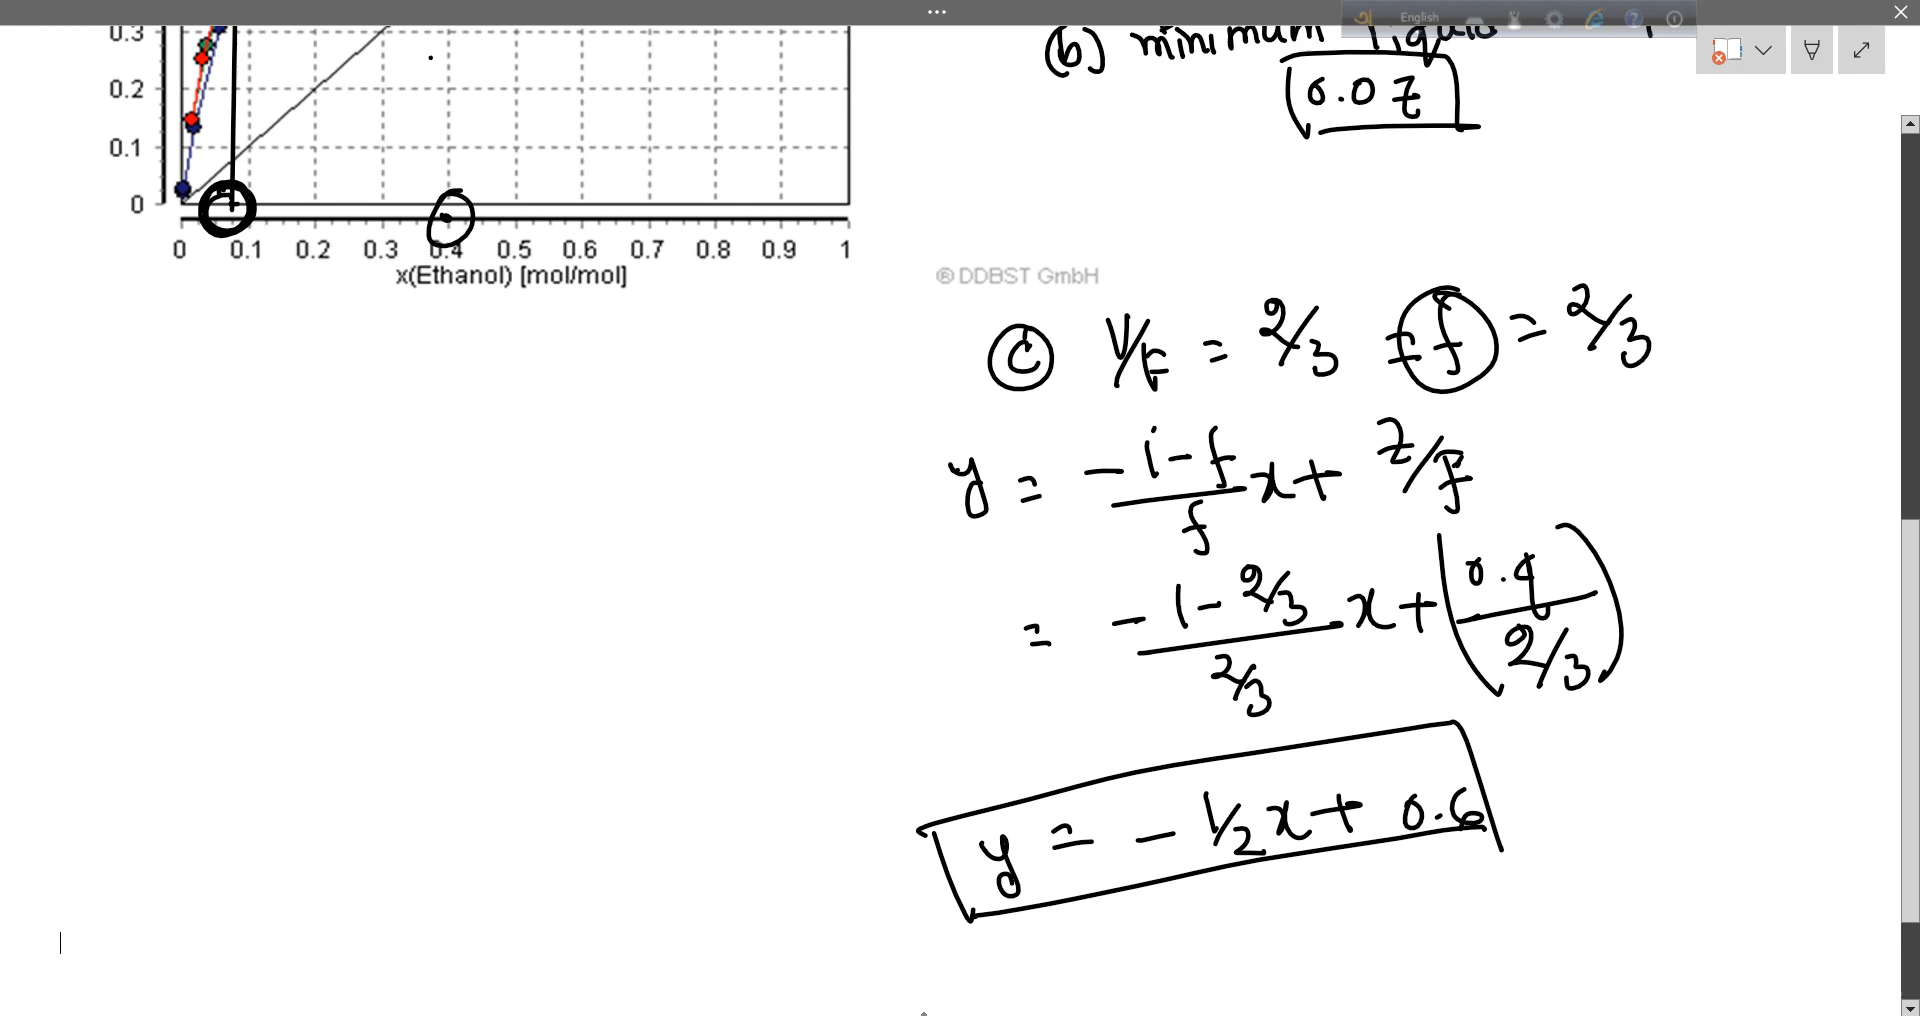 ...
English
0.3
(b) minimum liquid
0.2
0.07
0.1
0
0 0.1 0.2 0.3 0.4 0.5 0.6 0.7 0.8 0.9 1
x(Ethanol) [mol/mol]
® DDBST GmbH
(c) V/F = 2/3 = f = 2/3
y = - 1-f/f x + z/f
= - 1-2/3 / 2/3 . x + (0.4 / 2/3)
y = - 1/2 x + 0.6